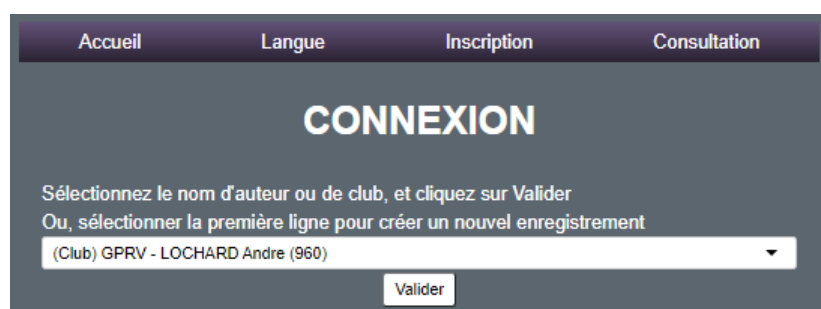 Accueil Langue Inscription Consultation
CONNEXION
Sélectionnez le nom d'auteur ou de club, et cliquez sur Valider
Ou, sélectionner la première ligne pour créer un nouvel enregistrement
(Club) GPRV - LOCHARD Andre (960)
Valider